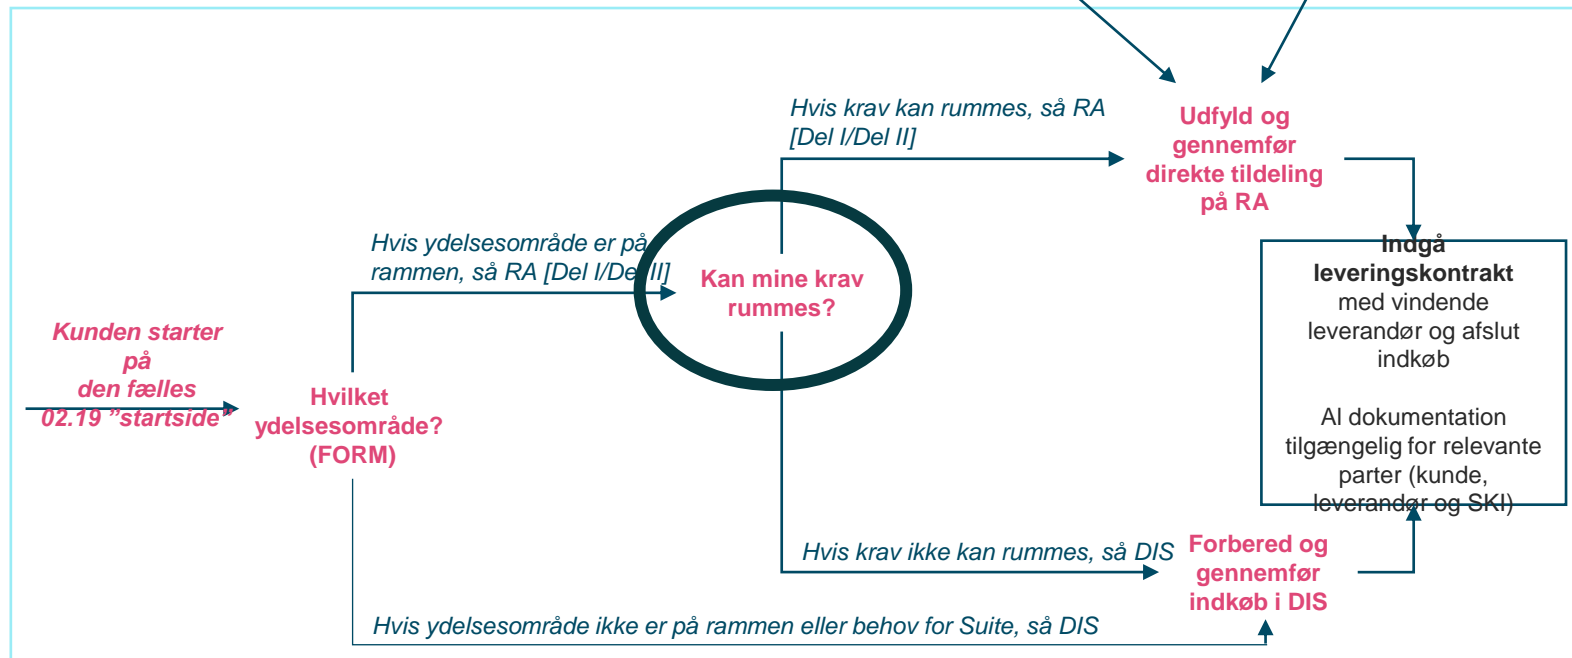 Kunden starter
på
den fælles
02.19 ”startside”
Hvilket
ydelsesområde?
(FORM)
Hvis ydelsesområde er på
rammen, så RA [Del I/Del II]
Kan mine krav
rummes?
Hvis krav kan rummes, så RA
[Del I/Del II]
Udfyld og
gennemfør
direkte tildeling
på RA
Indgå
leveringskontrakt
med vindende
leverandør og afslut
indkøb
Al dokumentation
tilgængelig for relevante
parter (kunde,
leverandør og SKI)
Hvis krav ikke kan rummes, så DIS
Forbered og
gennemfør
indkøb i DIS
Hvis ydelsesområde ikke er på rammen eller behov for Suite, så DIS